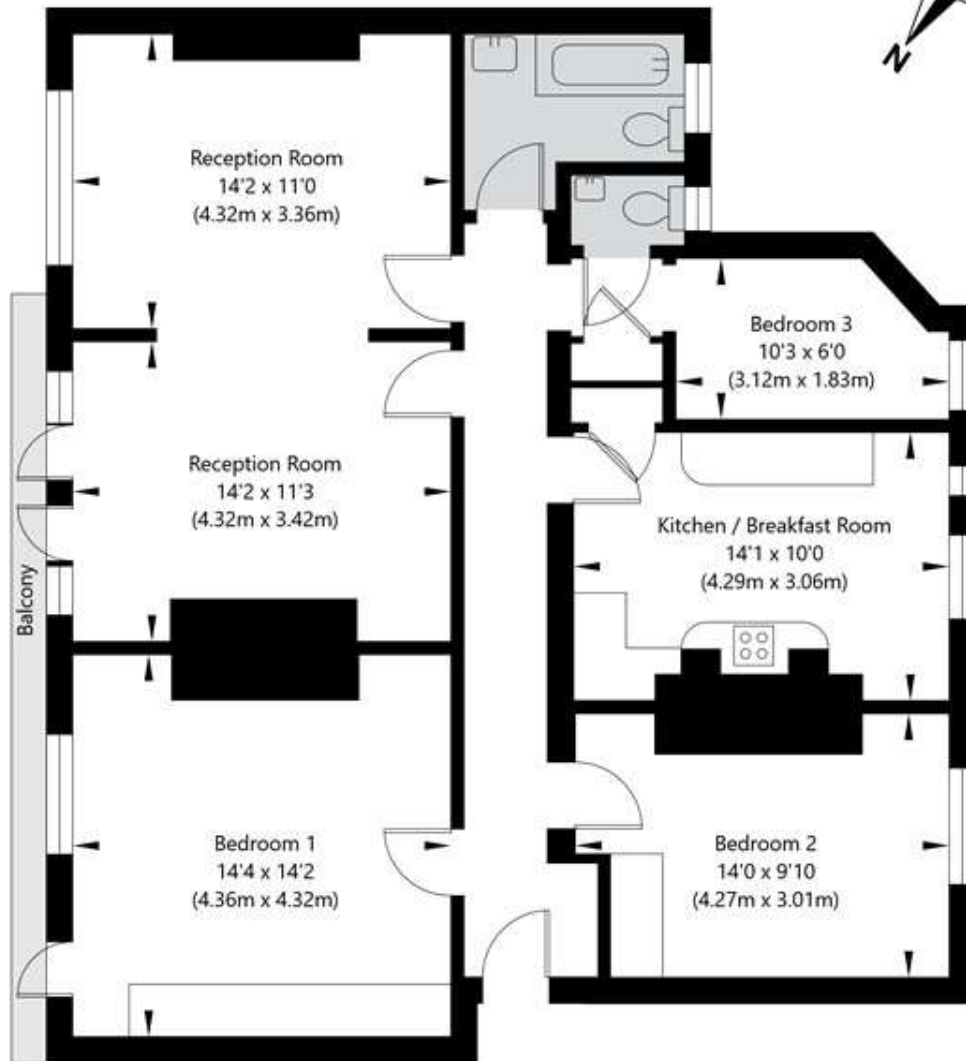 N
Reception Room
14'2 x 11'0
(4.32m x 3.36m)
Bedroom 3
10'3 x 6'0
(3.12m x 1.83m)
Reception Room
14'2 x 11'3
(4.32m x 3.42m)
Kitchen / Breakfast Room
14'1 x 10'0
(4.29m x 3.06m)
Balcony
Bedroom 1
14'4 x 14'2
(4.36m x 4.32m)
Bedroom 2
14'0 x 9'10
(4.27m x 3.01m)